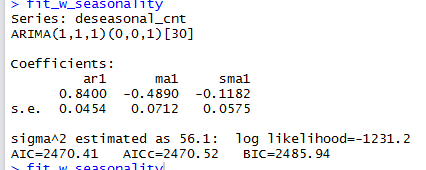 > fit_w_seasonality
Series: deseasonal_cnt
ARIMA(1,1,1)(0,0,1)[30]
Coefficients:
ar1 ma1 sma1
0.8400 -0.4890 -0.1182
s.e. 0.0454 0.0712 0.0575
sigma^2 estimated as 56.1: log likelihood=-1231.2
AIC=2470.41 AICc=2470.52 BIC=2485.94
> fit_w_seasonality